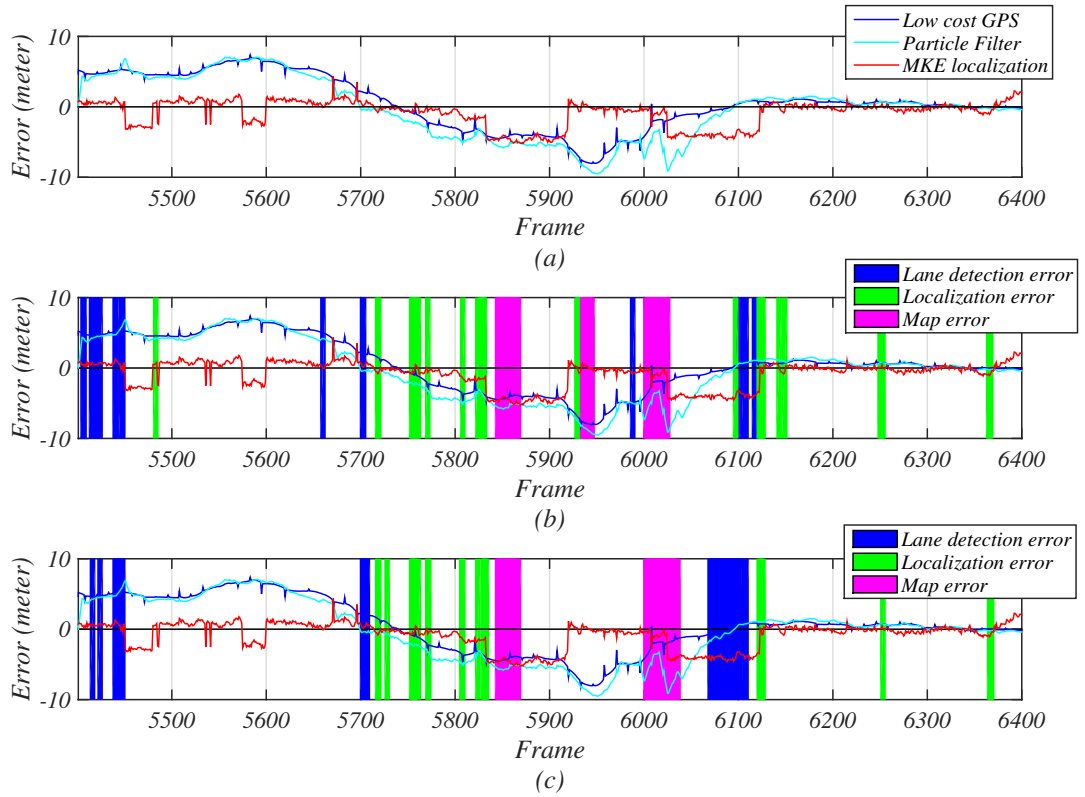 Low cost GPS
Particle Filter
MKE localization
10
0
-10
Error (meter)
5500 5600 5700 5800 5900 6000 6100 6200 6300 6400
Frame
(a)
Lane detection error
Localization error
Map error
10
0
-10
Error (meter)
5500 5600 5700 5800 5900 6000 6100 6200 6300 6400
Frame
(b)
Lane detection error
Localization error
Map error
10
0
-10
Error (meter)
5500 5600 5700 5800 5900 6000 6100 6200 6300 6400
Frame
(c)